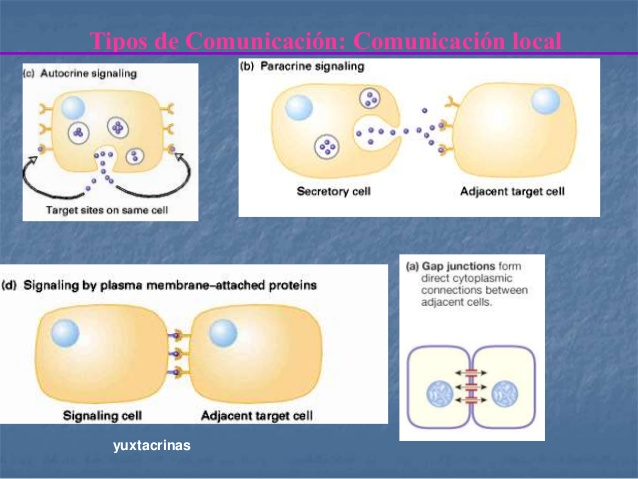 Tipos de Comunicación: Comunicación local
(c) Autocrine signaling
Target sites on same cell
(b) Paracrine signaling
Secretory cell
Adjacent target cell
(d) Signaling by plasma membrane–attached proteins
Signaling cell
Adjacent target cell
yuxtacrinas
(a) Gap junctions form
direct cytoplasmic
connections between
adjacent cells.